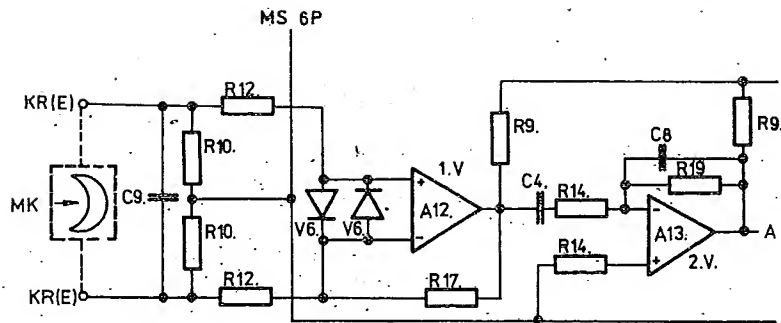 MS 6P
KR(E)
R12.
R10.
C9.
MK
R10.
KR(E)
R12.
V6.
V6.
1.V
A12.
R17.
R9.
C4.
R14.
C8
R19
R9.
A13.
2.V.
R14.
A